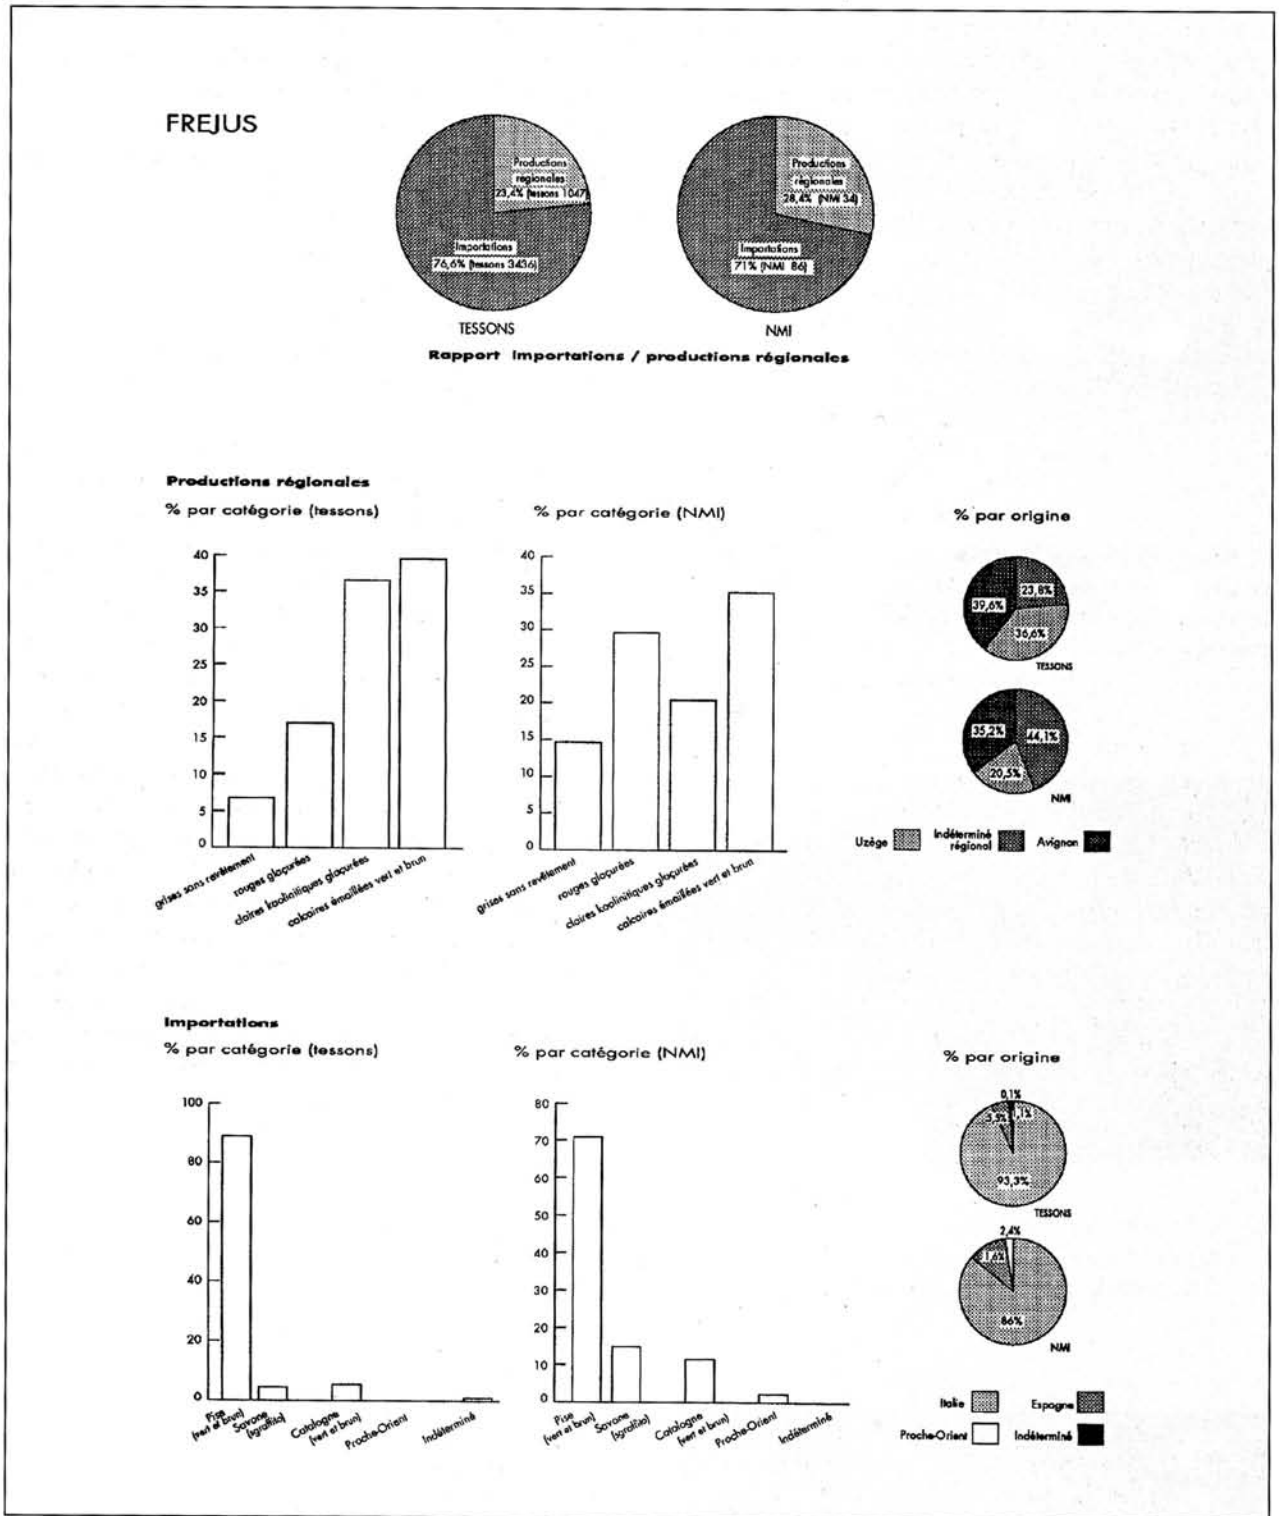 FREJUS
Productions
régionales
23,4% (tessons 1047)
Importations
76,6% (tessons 3436)
TESSONS
Productions
régionales
28,4% (NMI 34)
Importations
71% (NMI 86)
NMI
Rapport Importations / productions régionales
Productions régionales
% par catégorie (tessons)
40
35
30
25
20
15
10
5
0
grises sans revêtement
rouges glaçurées
claires kaolinitiques glaçurées
calcaires émaillées vert et brun
% par catégorie (NMI)
40
35
30
25
20
15
10
5
0
grises sans revêtement
rouges glaçurées
claires kaolinitiques glaçurées
calcaires émaillées vert et brun
% par origine
39,6%
23,8%
36,6%
TESSONS
35,2%
44,1%
20,5%
NMI
Uzège
Indéterminé
régional
Avignon
Importations
% par catégorie (tessons)
100
80
60
40
20
0
Pise
(vert et brun)
Savone
(sgraffito)
Catalogne
(vert et brun)
Proche-Orient
Indéterminé
% par catégorie (NMI)
80
70
60
50
40
30
20
10
0
Pise
(vert et brun)
Savone
(sgraffito)
Catalogne
(vert et brun)
Proche-Orient
Indéterminé
% par origine
0,1%
5,5%
1,1%
93,3%
TESSONS
2,4%
1,6%
86%
NMI
Italie
Espagne
Proche-Orient
Indéterminé